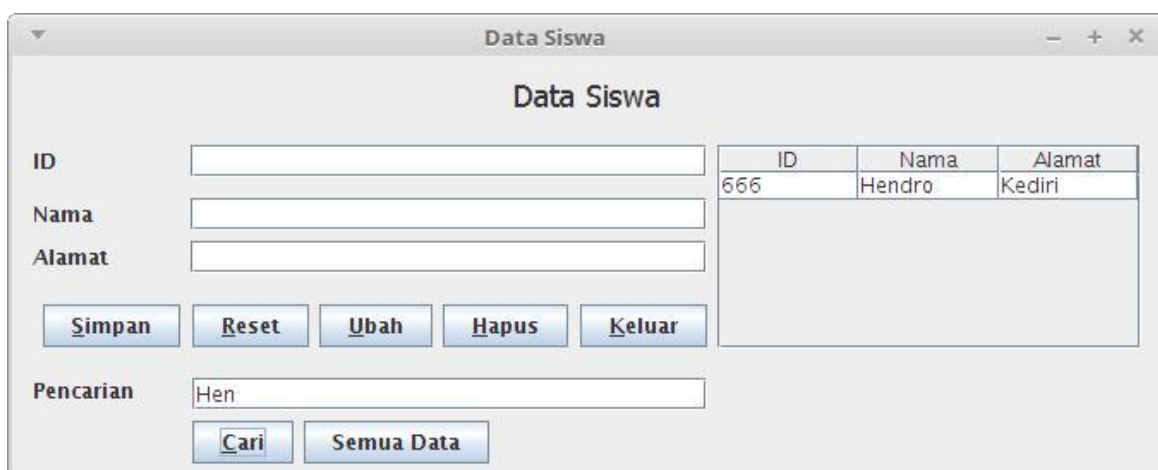 Data Siswa
Data Siswa
ID
Nama
Alamat
Simpan Reset Ubah Hapus Keluar
ID Nama Alamat
666 Hendro Kediri
Pencarian Hen
Cari Semua Data